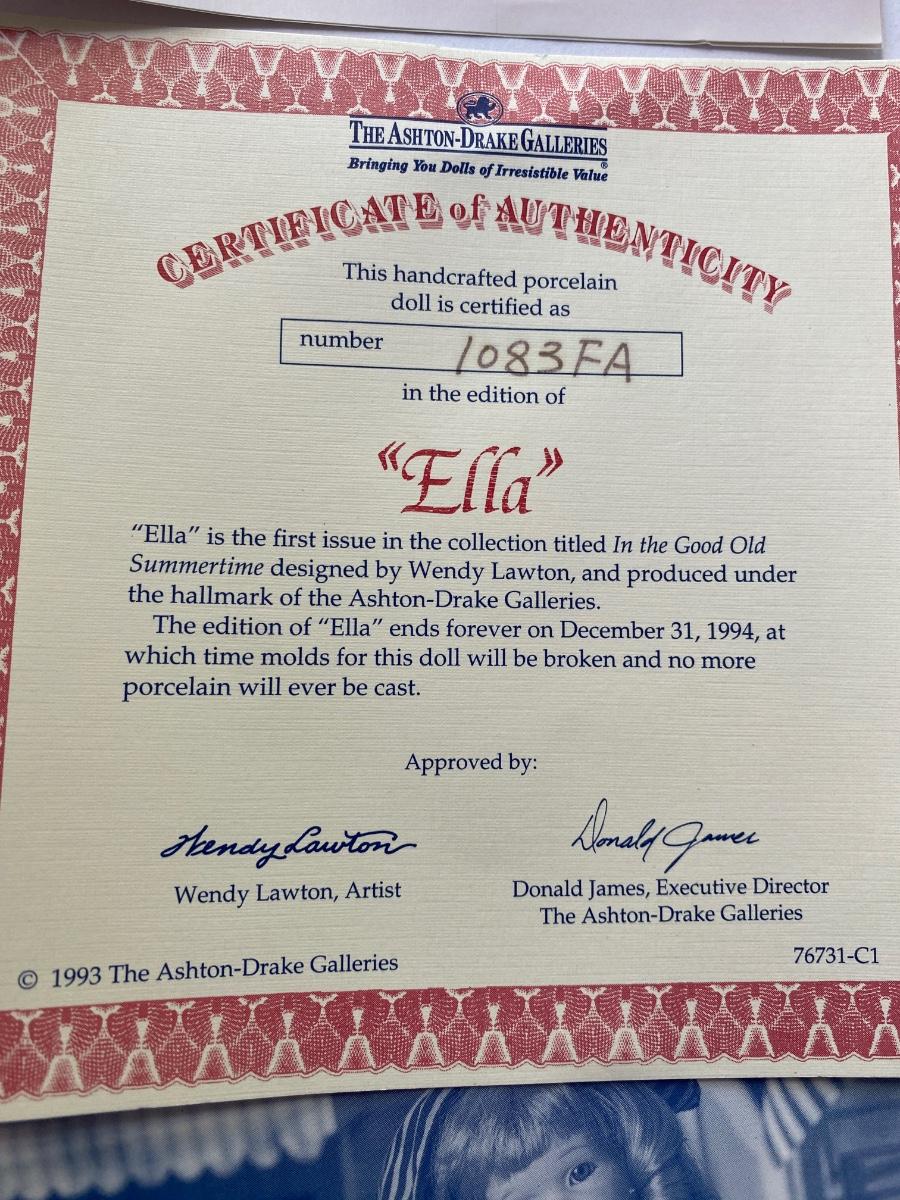 THE ASHTON-DRAKE GALLERIES
Bringing You Dolls of Irresistible Value®
CERTIFICATE of AUTHENTICITY
This handcrafted porcelain
doll is certified as
number 1083FA
in the edition of
“Ella”
“Ella” is the first issue in the collection titled In the Good Old
Summertime designed by Wendy Lawton, and produced under
the hallmark of the Ashton-Drake Galleries.
The edition of “Ella” ends forever on December 31, 1994, at
which time molds for this doll will be broken and no more
porcelain will ever be cast.
Approved by:
Wendy Lawton Donald James
Wendy Lawton, Artist Donald James, Executive Director
The Ashton-Drake Galleries
© 1993 The Ashton-Drake Galleries 76731-C1